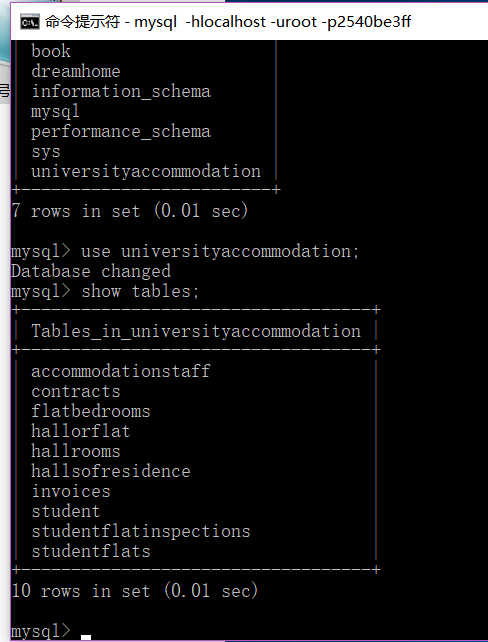 命令提示符 - mysql  -hlocalhost -uroot -p2540be3ff
号
| book                      |
| dreamhome                 |
| information_schema        |
| mysql                     |
| performance_schema        |
| sys                       |
| universityaccommodation |
+-------------------------+
7 rows in set (0.01 sec)
mysql> use universityaccommodation;
Database changed
mysql> show tables;
+-----------------------------------+
| Tables_in_universityaccommodation |
+-----------------------------------+
| accommodationstaff                |
| contracts                         |
| flatbedrooms                      |
| hallorflat                        |
| hallrooms                         |
| hallsofresidence                  |
| invoices                          |
| student                           |
| studentflatinspections            |
| studentflats                      |
+-----------------------------------+
10 rows in set (0.01 sec)
mysql>